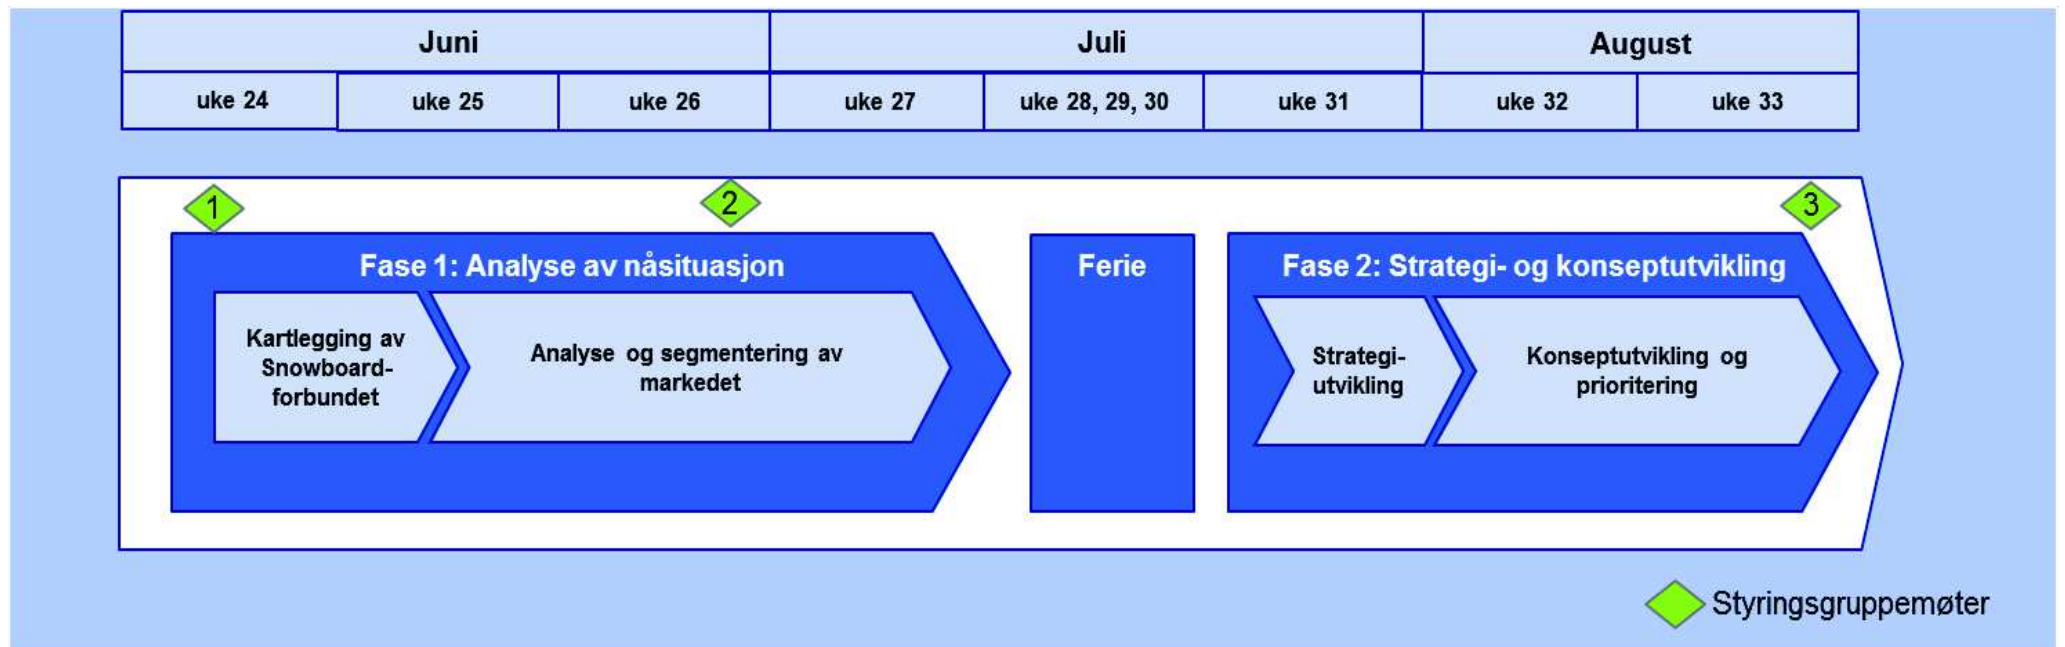 Juni
Juli
August
uke 24
uke 25
uke 26
uke 27
uke 28, 29, 30
uke 31
uke 32
uke 33
1
2
3
Fase 1: Analyse av nåsituasjon
Kartlegging av
Snowboard-
forbundet
Analyse og segmentering av
markedet
Ferie
Fase 2: Strategi- og konseptutvikling
Strategi-
utvikling
Konseptutvikling og
prioritering
Styringsgruppemøter